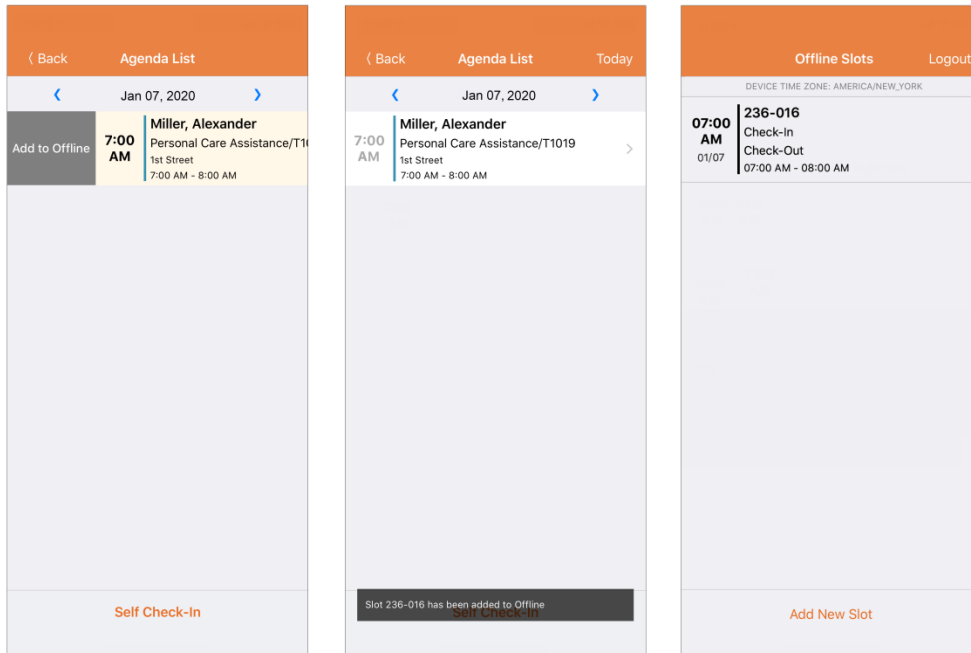 Back
Agenda List
Jan 07, 2020
Add to Offline
7:00
AM
Miller, Alexander
Personal Care Assistance/T10
1st Street
7:00 AM - 8:00 AM
Self Check-In
Back
Agenda List
Today
Jan 07, 2020
7:00
AM
Miller, Alexander
Personal Care Assistance/T1019
1st Street
7:00 AM - 8:00 AM
Slot 236-016 has been added to Offline
Self Check-In
Offline Slots
Logout
DEVICE TIME ZONE: AMERICA/NEW_YORK
07:00
AM
01/07
236-016
Check-In
Check-Out
07:00 AM - 08:00 AM
Add New Slot